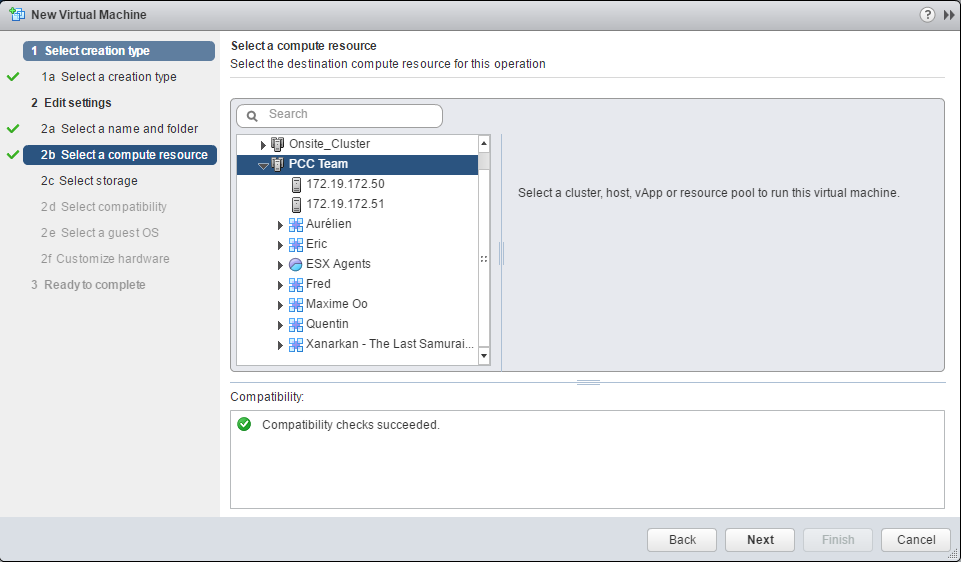 New Virtual Machine
?
1 Select creation type
1a Select a creation type
2 Edit settings
2a Select a name and folder
2b Select a compute resource
2c Select storage
2d Select compatibility
2e Select a guest OS
2f Customize hardware
3 Ready to complete
Select a compute resource
Select the destination compute resource for this operation
Search
Onsite_Cluster
PCC Team
172.19.172.50
172.19.172.51
Aurélien
Eric
ESX Agents
Fred
Maxime Oo
Quentin
Xanarkan - The Last Samurai...
Select a cluster, host, vApp or resource pool to run this virtual machine.
Compatibility:
Compatibility checks succeeded.
Back
Next
Finish
Cancel